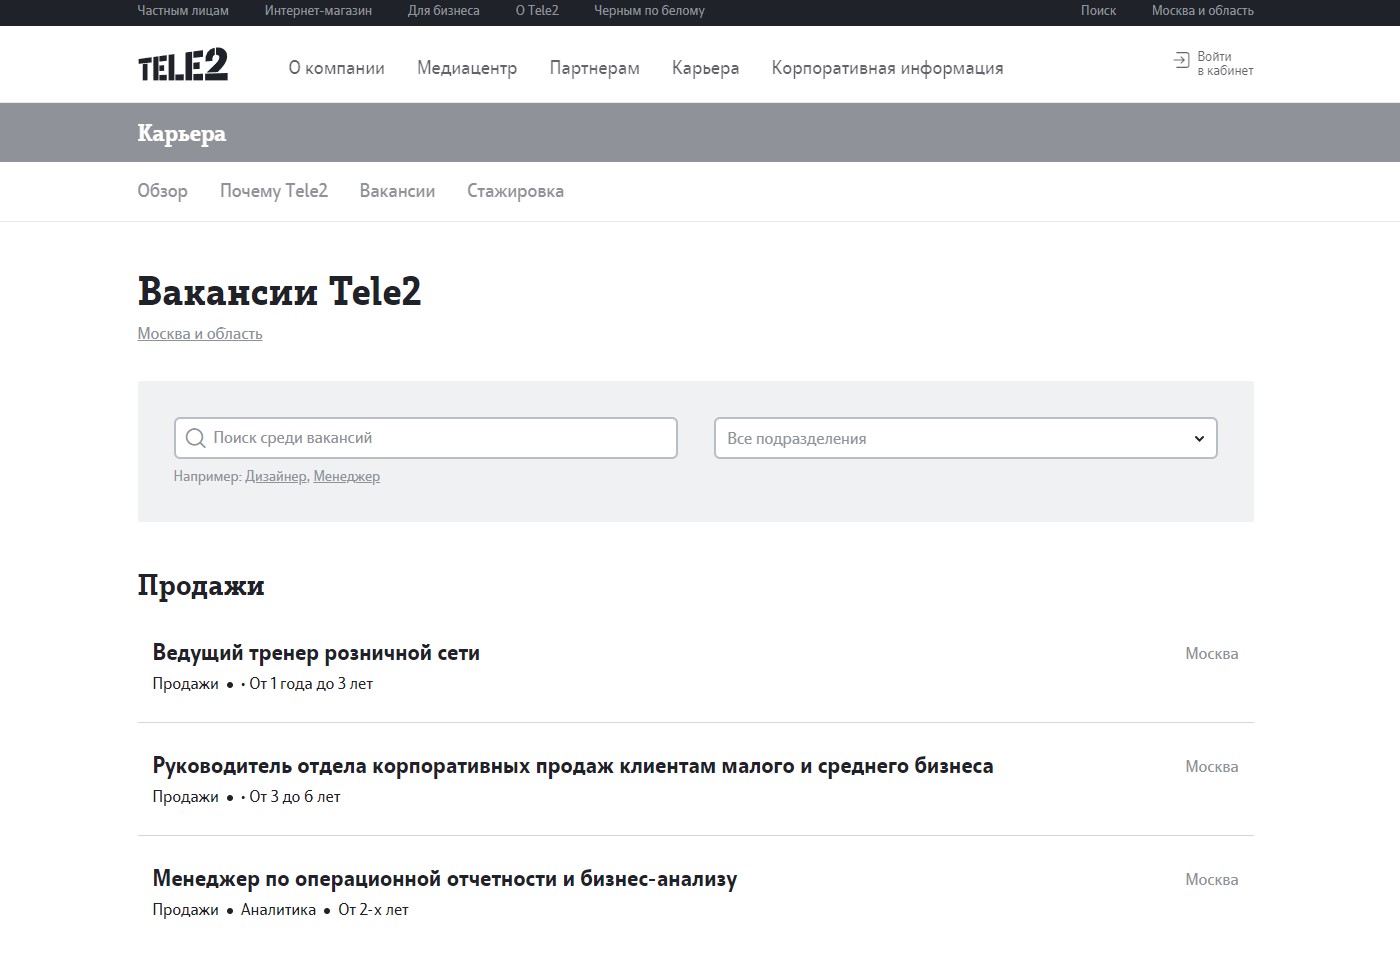 Частным лицам Интернет-магазин Для бизнеса О Tele2 Черным по белому Поиск Москва и область
TELE2 О компании Медиацентр Партнерам Карьера Корпоративная информация Войти
в кабинет
Карьера
Обзор Почему Tele2 Вакансии Стажировка
Вакансии Tele2
Москва и область
Поиск среди вакансий Все подразделения
Например: Дизайнер, Менеджер
Продажи
Ведущий тренер розничной сети Москва
Продажи ● • От 1 года до 3 лет
Руководитель отдела корпоративных продаж клиентам малого и среднего бизнеса Москва
Продажи ● • От 3 до 6 лет
Менеджер по операционной отчетности и бизнес-анализу Москва
Продажи ● Аналитика ● От 2-х лет